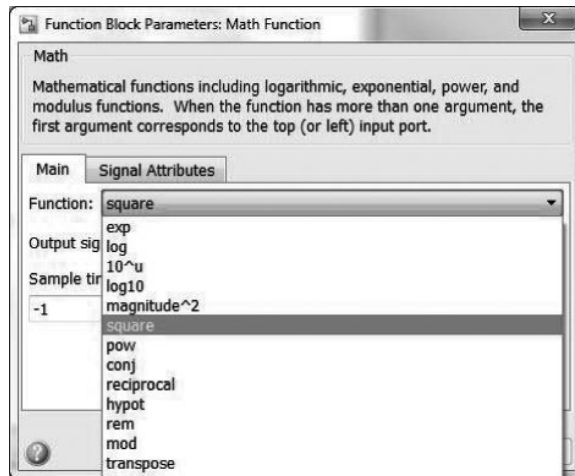 Function Block Parameters: Math Function
Math
Mathematical functions including logarithmic, exponential, power, and
modulus functions. When the function has more than one argument, the
first argument corresponds to the top (or left) input port.
Main Signal Attributes
Function: square
exp
Output sig
log
10^u
Sample tim
log10
-1
magnitude^2
square
pow
conj
reciprocal
hypot
rem
mod
transpose